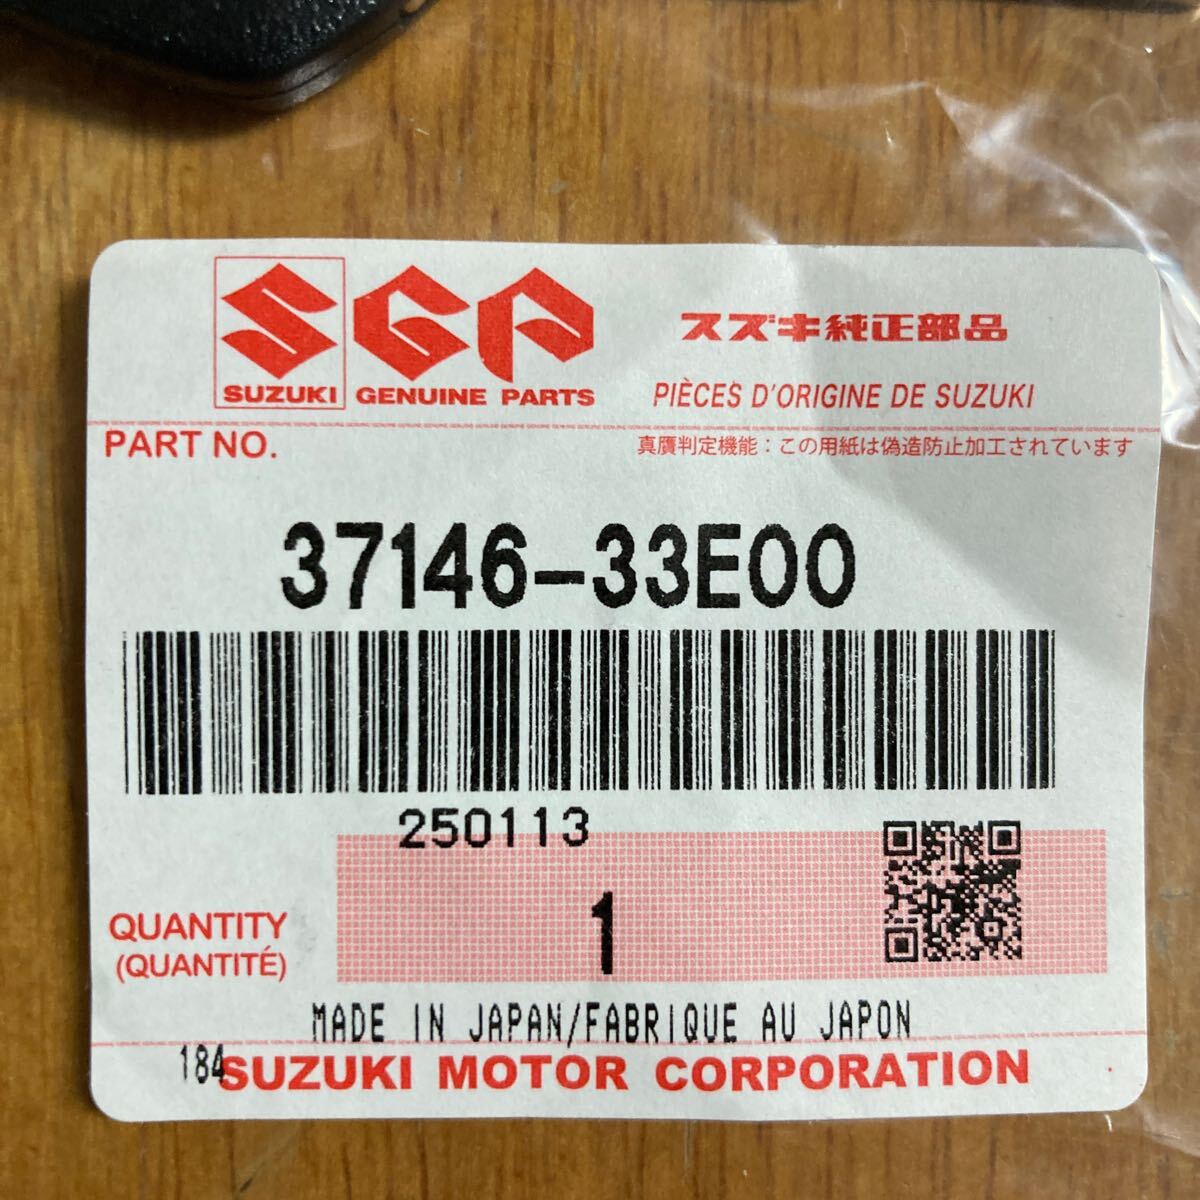 SGP
SUZUKI GENUINE PARTS
スズキ純正部品
PIÈCES D'ORIGINE DE SUZUKI
PART NO.
真贋判定機能：この用紙は偽造防止加工されています
37146-33E00
250113
QUANTITY
(QUANTITÉ)
1
MADE IN JAPAN/FABRIQUE AU JAPON
184
SUZUKI MOTOR CORPORATION